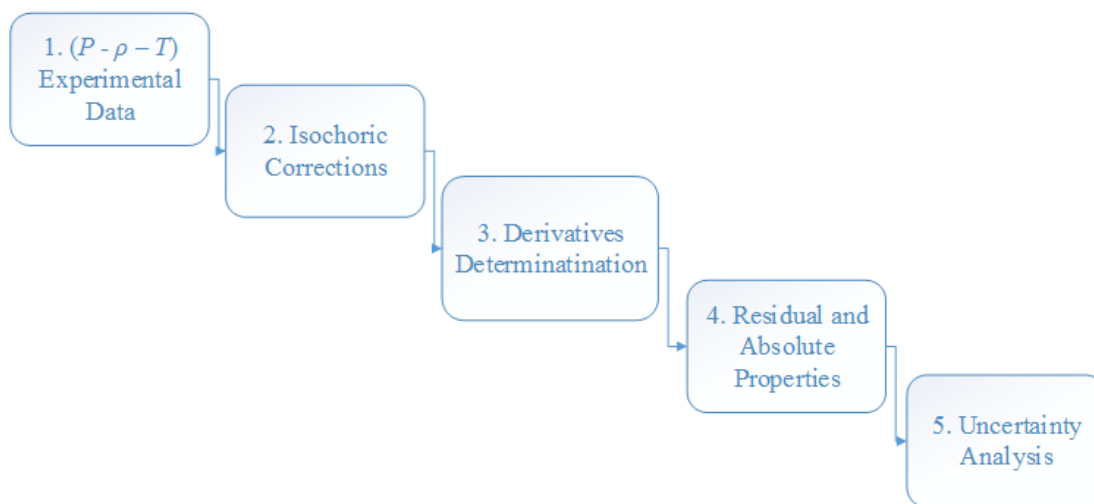 1. (P - ρ – T)
Experimental
Data
2. Isochoric
Corrections
3. Derivatives
Determinatination
4. Residual and
Absolute
Properties
5. Uncertainty
Analysis